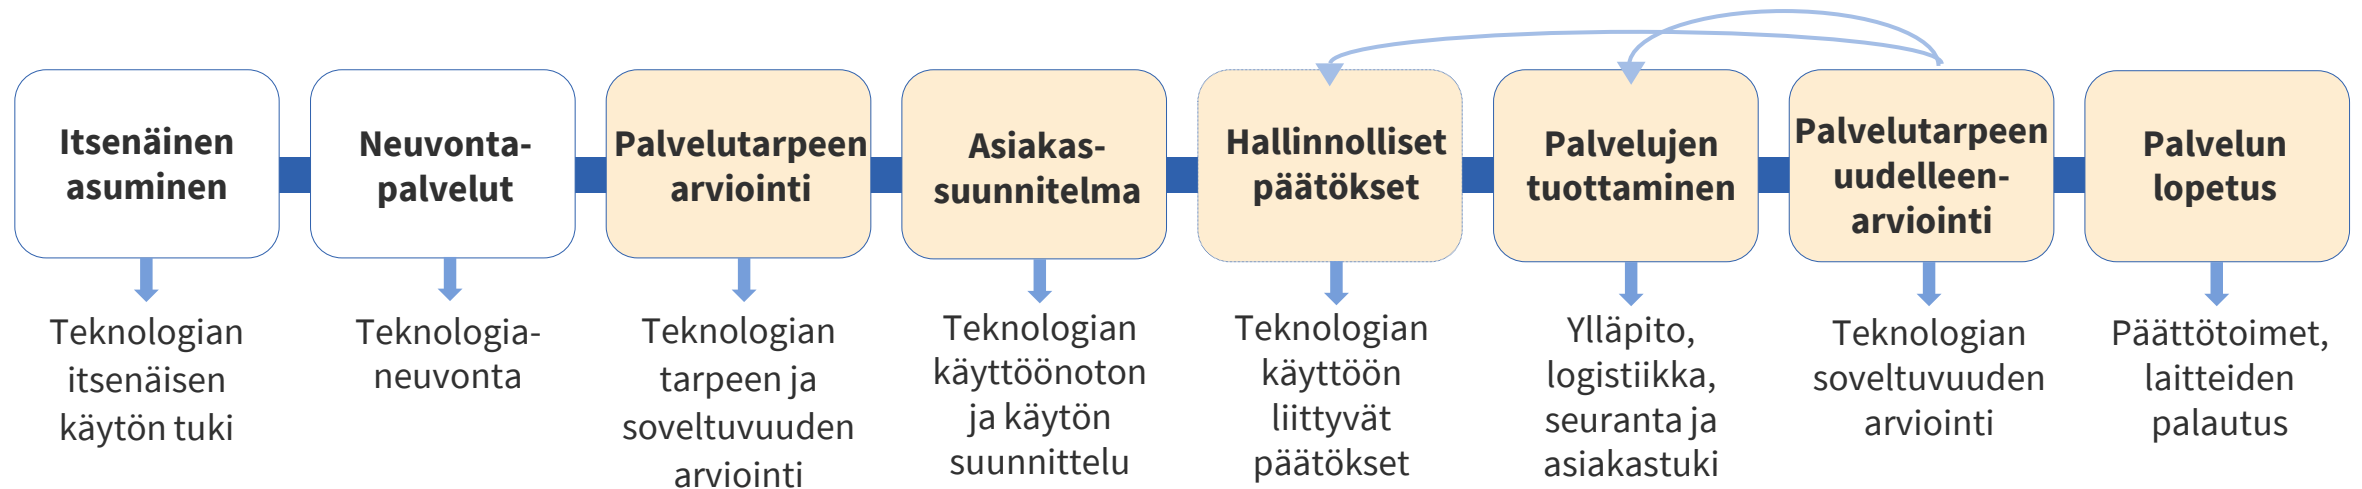 Itsenäinen
asuminen
Neuvonta-
palvelut
Palvelutarpeen
arviointi
Asiakas-
suunnitelma
Hallinnolliset
päätökset
Palvelujen
tuottaminen
Palvelutarpeen
uudelleen-
arviointi
Palvelun
lopetus
Teknologian
itsenäisen
käytön tuki
Teknologia-
neuvonta
Teknologian
tarpeen ja
soveltuvuuden
arviointi
Teknologian
käyttöönoton
ja käytön
suunnittelu
Teknologian
käyttöön
liittyvät
päätökset
Ylläpito,
logistiikka,
seuranta ja
asiakastuki
Teknologian
soveltuvuuden
arviointi
Päättötoimet,
laitteiden
palautus